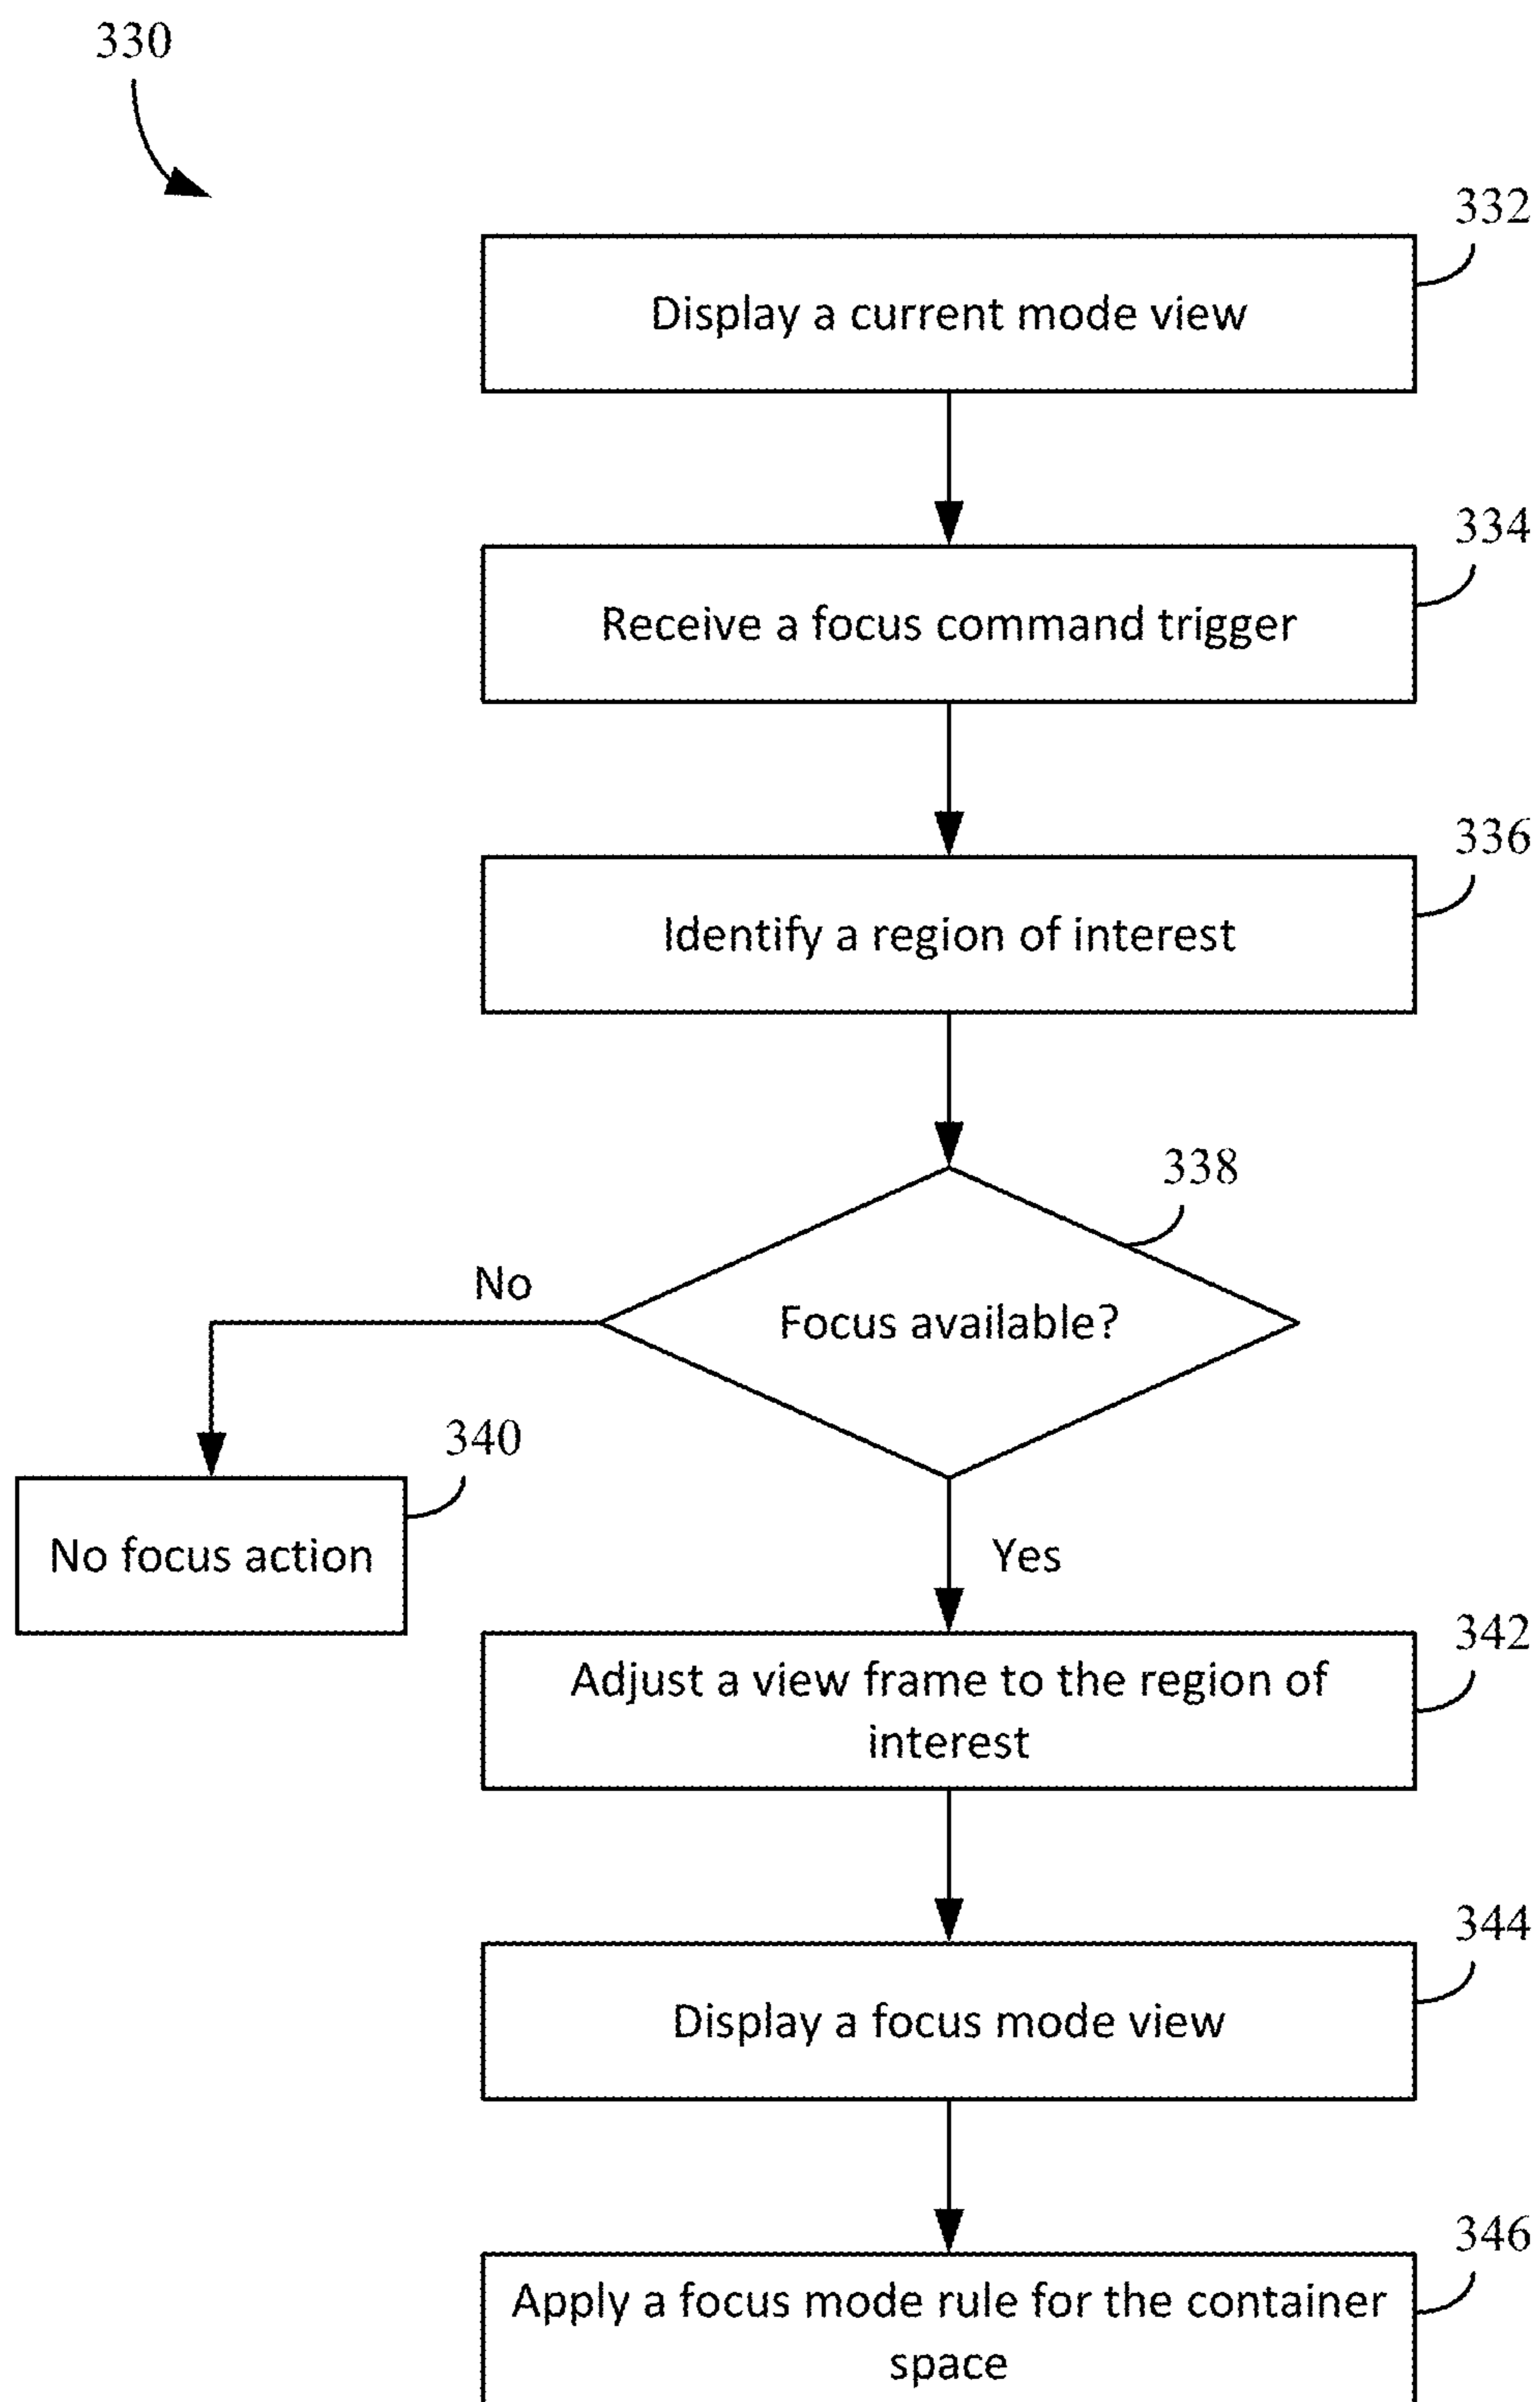 330
332
Display a current mode view
334
Receive a focus command trigger
336
Identify a region of interest
338
No
Focus available?
340
No focus action
Yes
342
Adjust a view frame to the region of
interest
344
Display a focus mode view
346
Apply a focus mode rule for the container
space